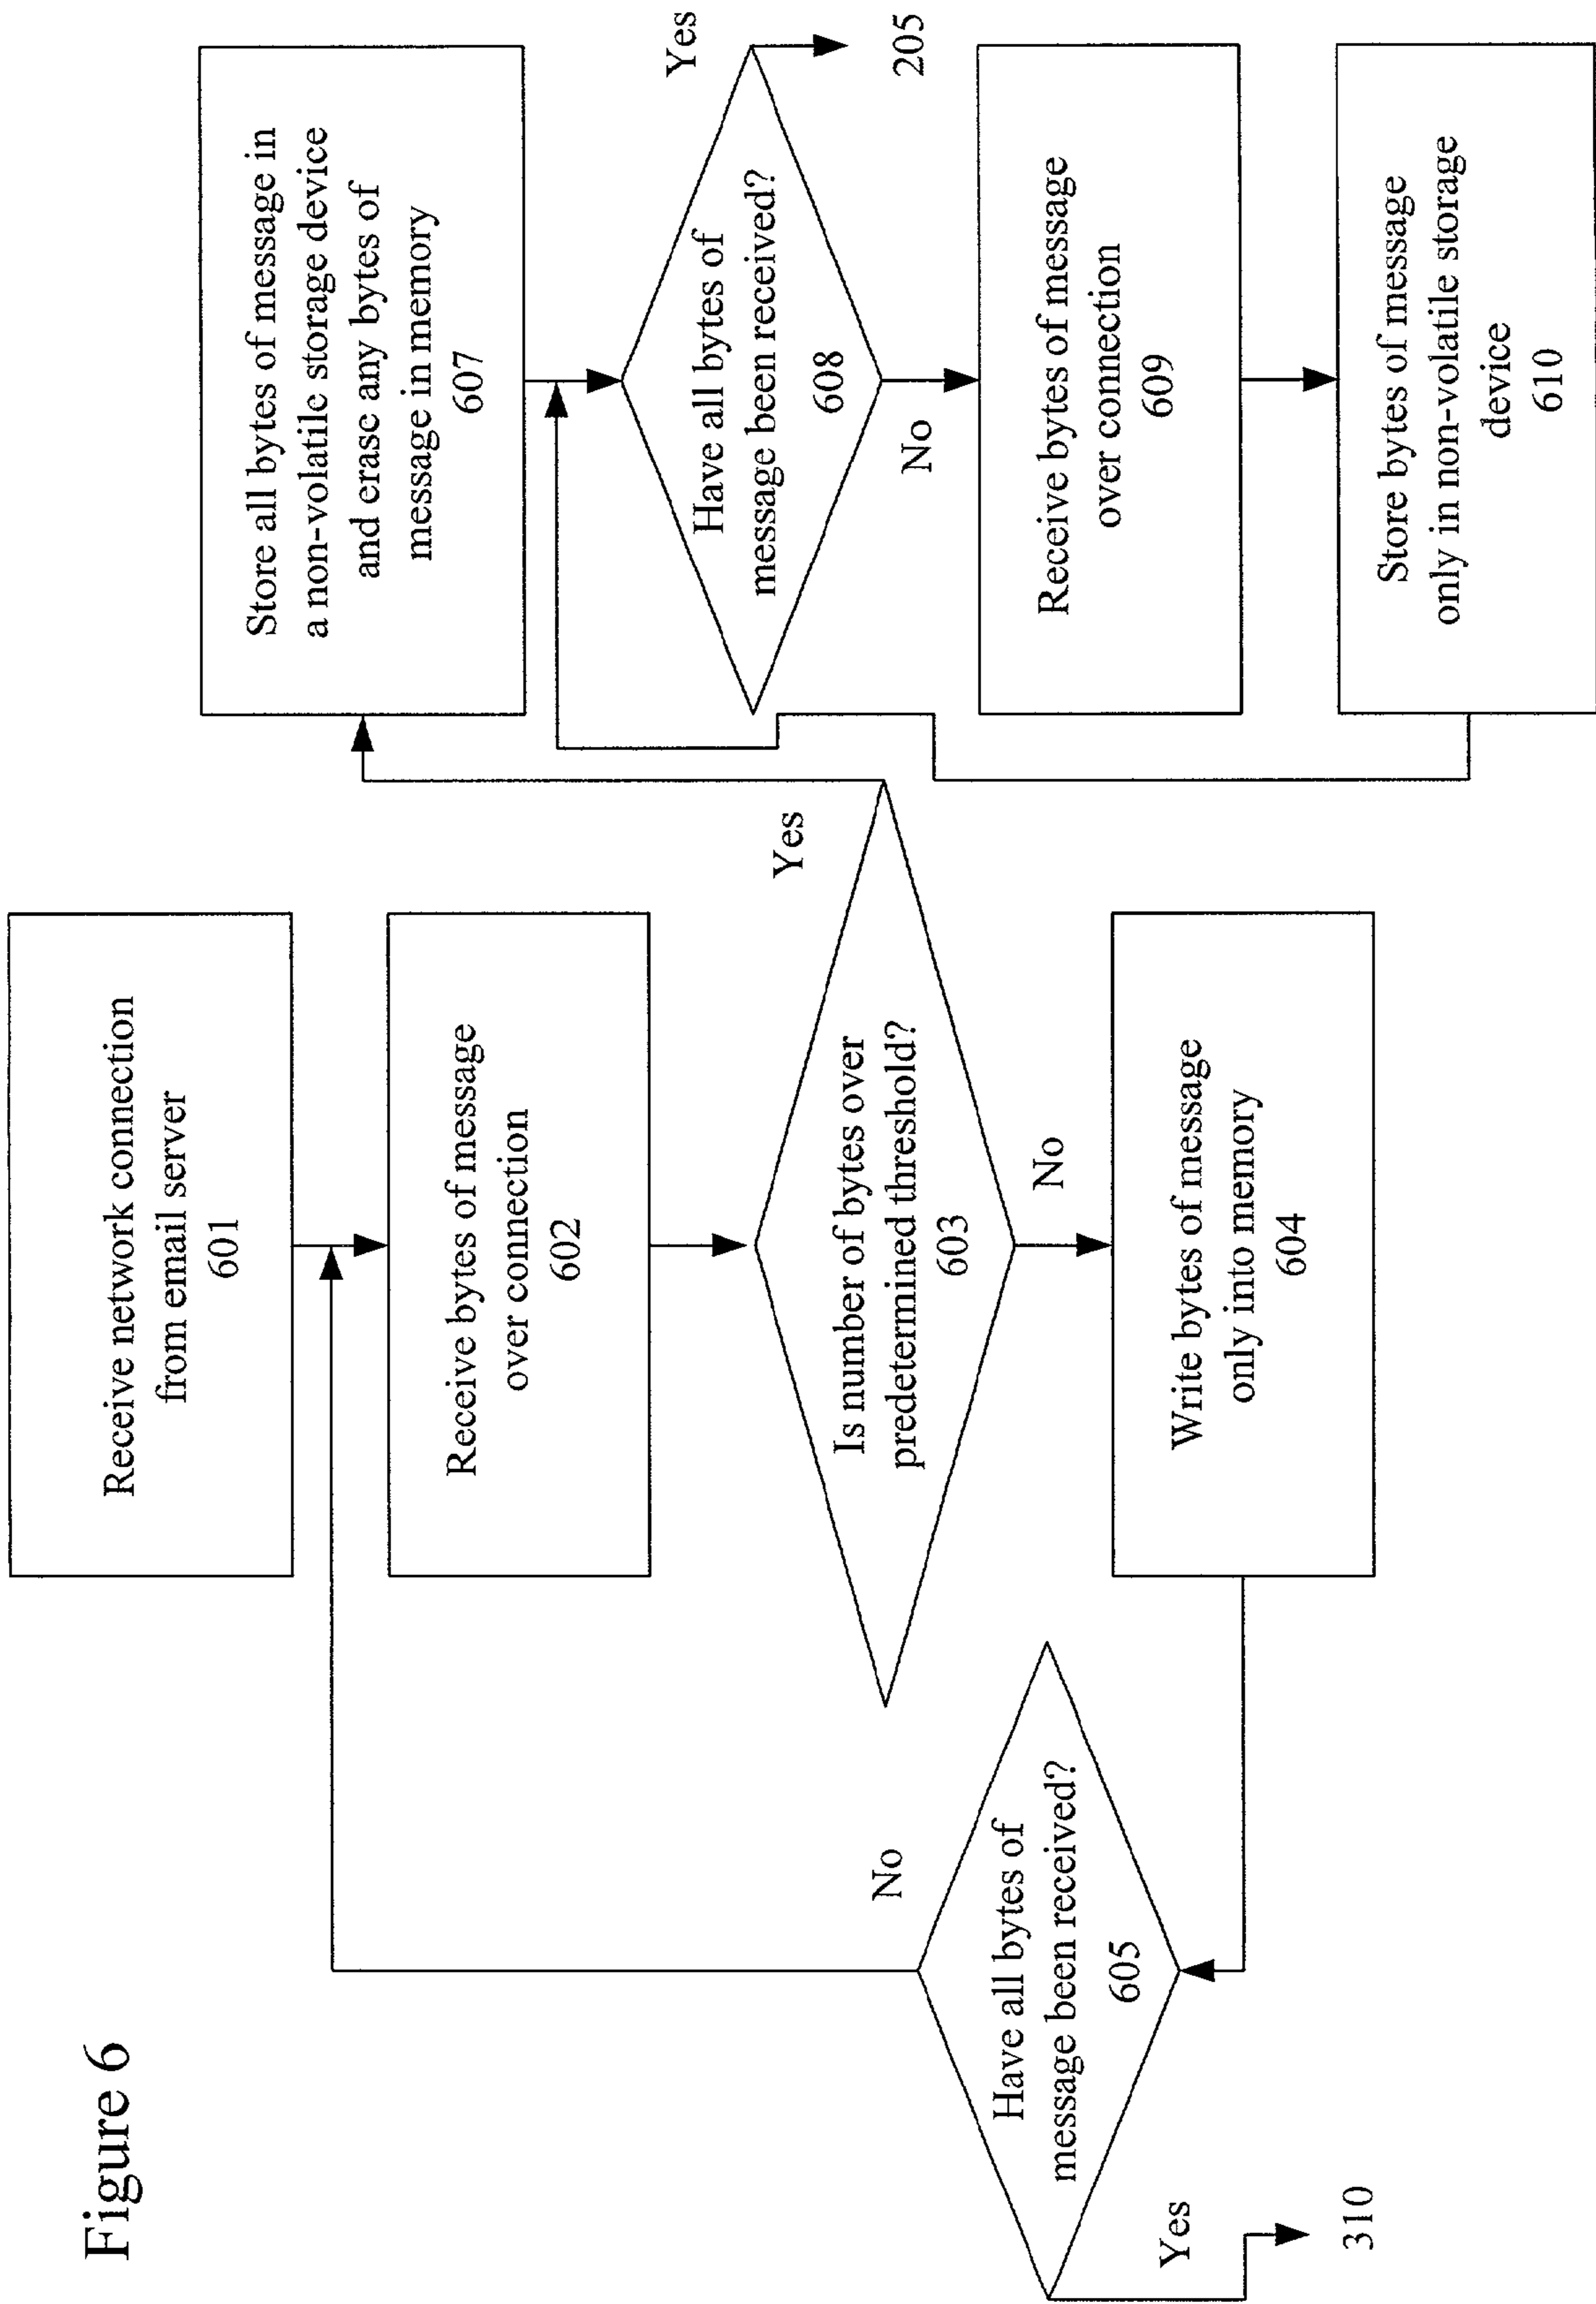 Figure 6
Receive network connection
from email server
601
Receive bytes of message
over connection
602
Is number of bytes over
predetermined threshold?
603
Yes
No
Write bytes of message
only into memory
604
Have all bytes of
message been received?
605
No
Yes
310
Store all bytes of message in
a non-volatile storage device
and erase any bytes of
message in memory
607
Have all bytes of
message been received?
608
Yes
205
No
Receive bytes of message
over connection
609
Store bytes of message
only in non-volatile storage
device
610